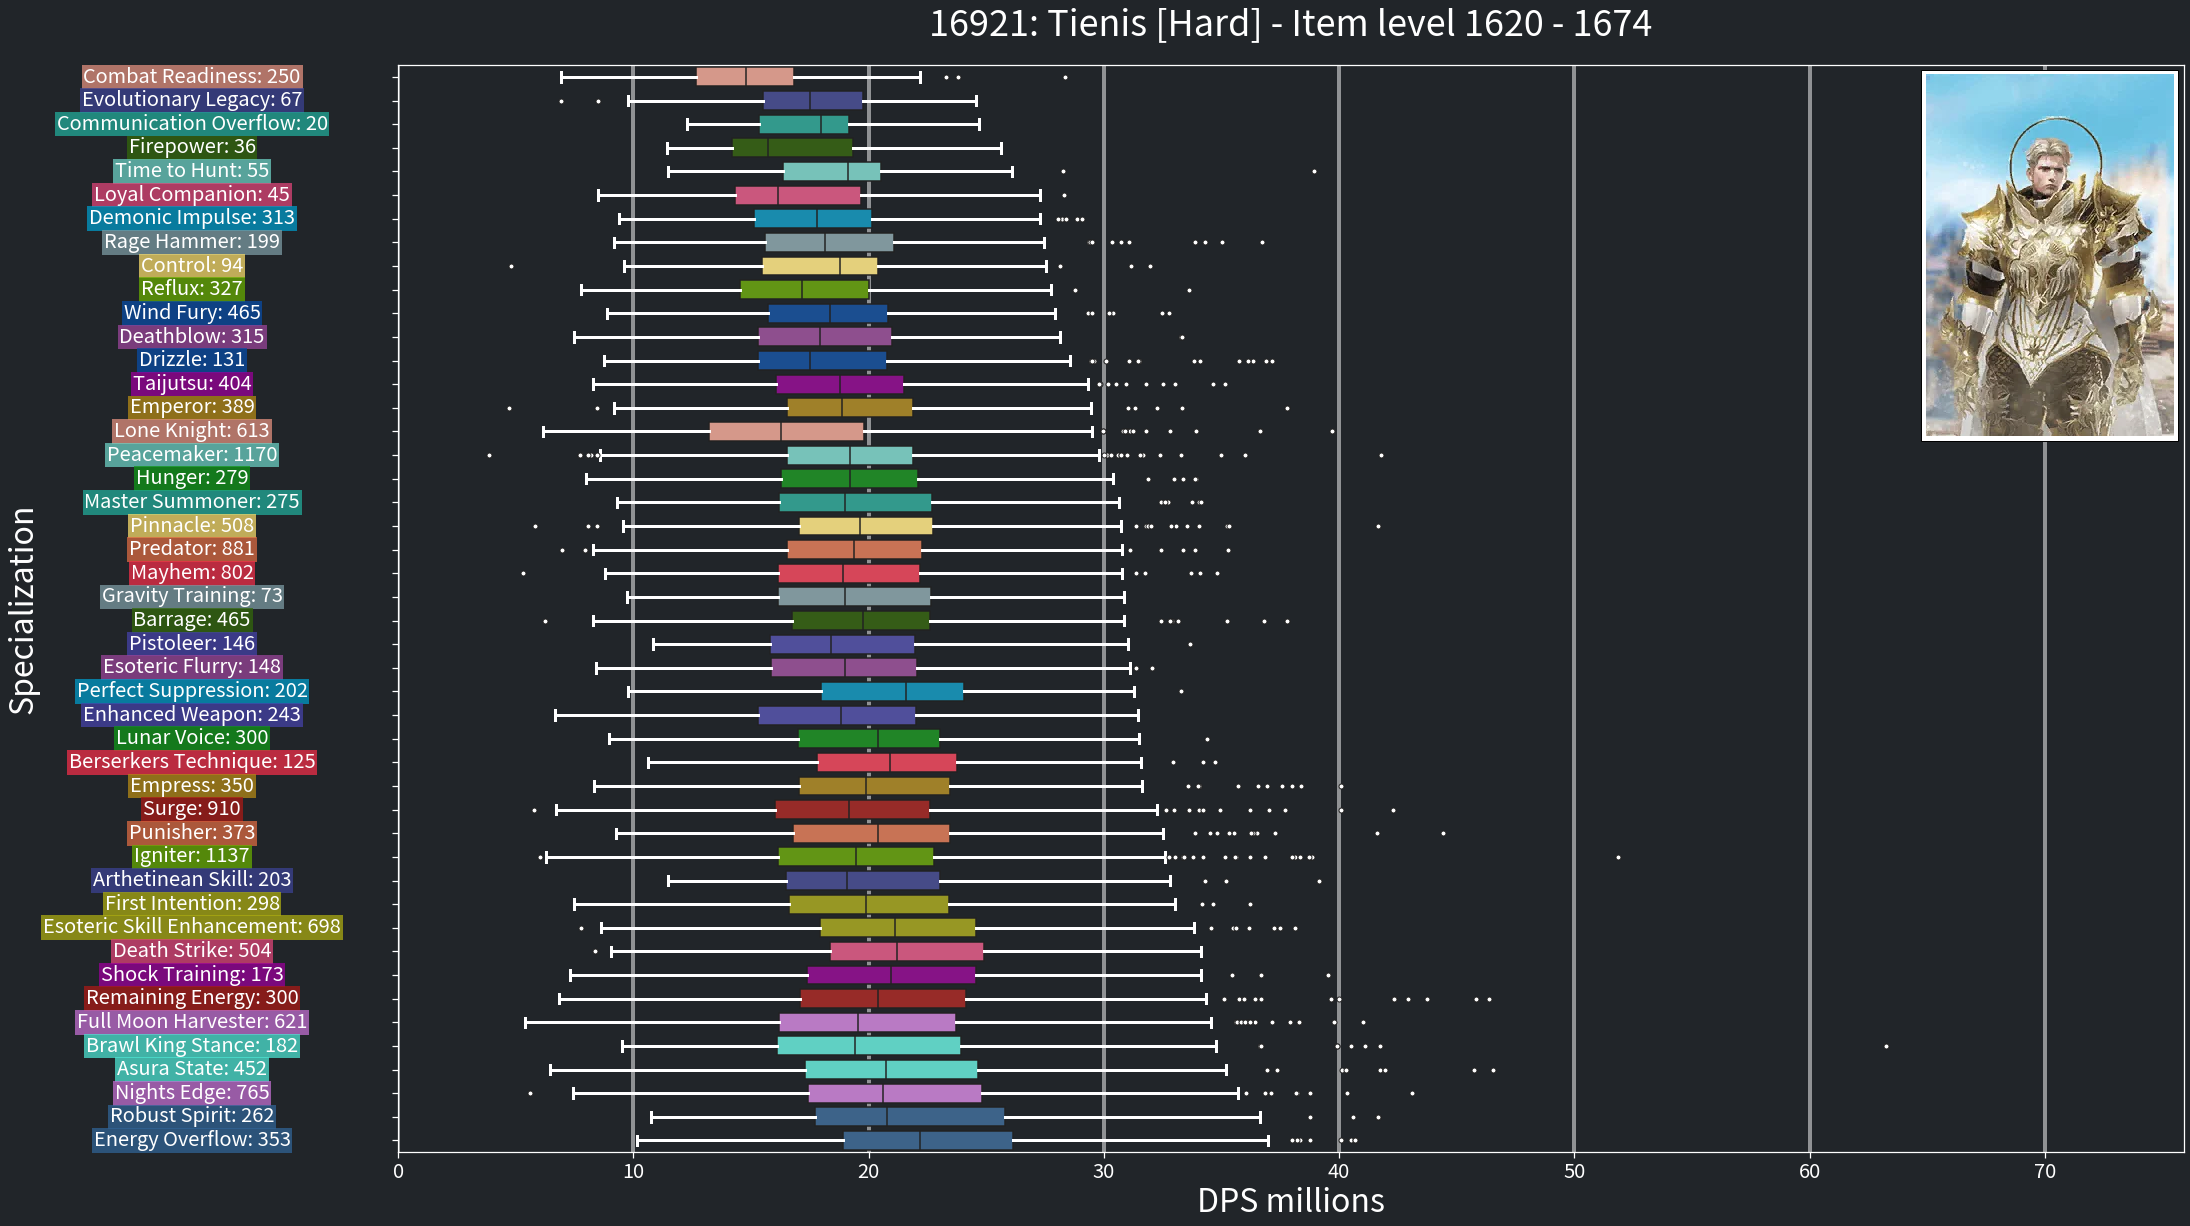 16921: Tienis [Hard] - Item level 1620 - 1674
Specialization
Combat Readiness: 250
Evolutionary Legacy: 67
Communication Overflow: 20
Firepower: 36
Time to Hunt: 55
Loyal Companion: 45
Demonic Impulse: 313
Rage Hammer: 199
Control: 94
Reflux: 327
Wind Fury: 465
Deathblow: 315
Drizzle: 131
Taijutsu: 404
Emperor: 389
Lone Knight: 613
Peacemaker: 1170
Hunger: 279
Master Summoner: 275
Pinnacle: 508
Predator: 881
Mayhem: 802
Gravity Training: 73
Barrage: 465
Pistoleer: 146
Esoteric Flurry: 148
Perfect Suppression: 202
Enhanced Weapon: 243
Lunar Voice: 300
Berserkers Technique: 125
Empress: 350
Surge: 910
Punisher: 373
Igniter: 1137
Arthetinean Skill: 203
First Intention: 298
Esoteric Skill Enhancement: 698
Death Strike: 504
Shock Training: 173
Remaining Energy: 300
Full Moon Harvester: 621
Brawl King Stance: 182
Asura State: 452
Nights Edge: 765
Robust Spirit: 262
Energy Overflow: 353
0 10 20 30 40 50 60 70
DPS millions